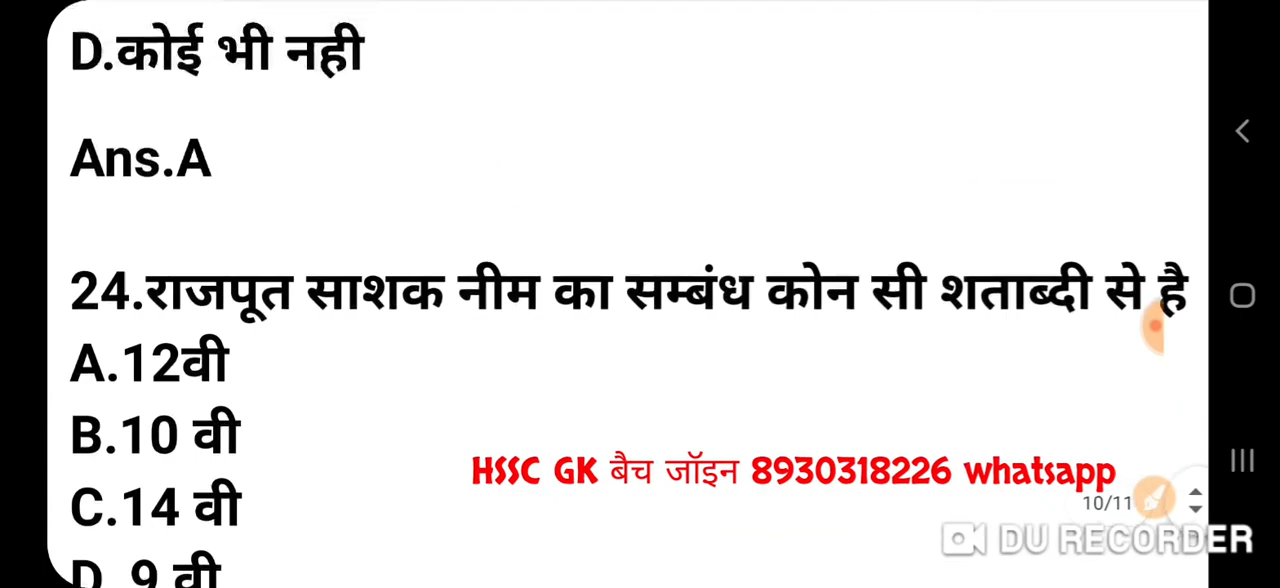 D.कोई भी नही
Ans.A
24.राजपूत साशक नीम का सम्बंध कोन सी शताब्दी से है
A.12वी
B.10 वी
HSSC GK बैच जॉइन 8930318226 whatsapp
C.14 वी
10/11
DU RECORDER
D. 9 वी